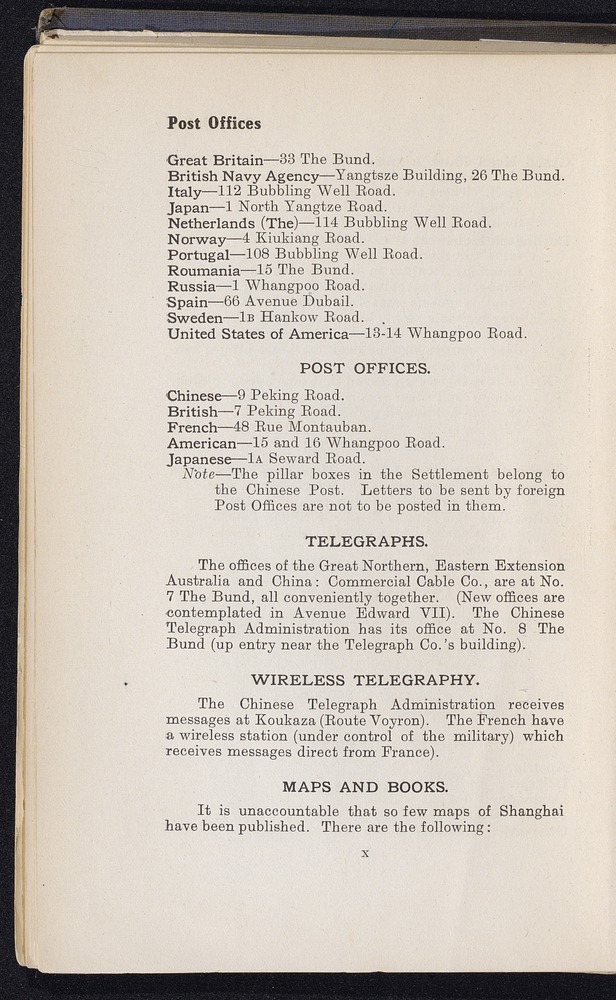 Post Offices
Great Britain—33 The Bund.
British Navy Agency—Yangtsze Building, 26 The Bund.
Italy—112 Bubbling Well Road.
Japan—1 North Yangtze Road.
Netherlands (The)—114 Bubbling Well Road.
Norway—4 Kiukiang Road.
Portugal—108 Bubbling Well Road.
Roumania—15 The Bund.
Russia—1 Whangpoo Road.
Spain—66 Avenue Dubail.
Sweden—1B Hankow Road.
United States of America—13-14 Whangpoo Road.
POST OFFICES.
Chinese—9 Peking Road.
British—7 Peking Road.
French—48 Rue Montauban.
American—15 and 16 Whangpoo Road.
Japanese—1A Seward Road.
Note—The pillar boxes in the Settlement belong to
the Chinese Post. Letters to be sent by foreign
Post Offices are not to be posted in them.
TELEGRAPHS.
The offices of the Great Northern, Eastern Extension
Australia and China: Commercial Cable Co., are at No.
7 The Bund, all conveniently together. (New offices are
contemplated in Avenue Edward VII). The Chinese
Telegraph Administration has its office at No. 8 The
Bund (up entry near the Telegraph Co.'s building).
WIRELESS TELEGRAPHY.
The Chinese Telegraph Administration receives
messages at Koukaza (Route Voyron). The French have
a wireless station (under control of the military) which
receives messages direct from France).
MAPS AND BOOKS.
It is unaccountable that so few maps of Shanghai
have been published. There are the following:
x